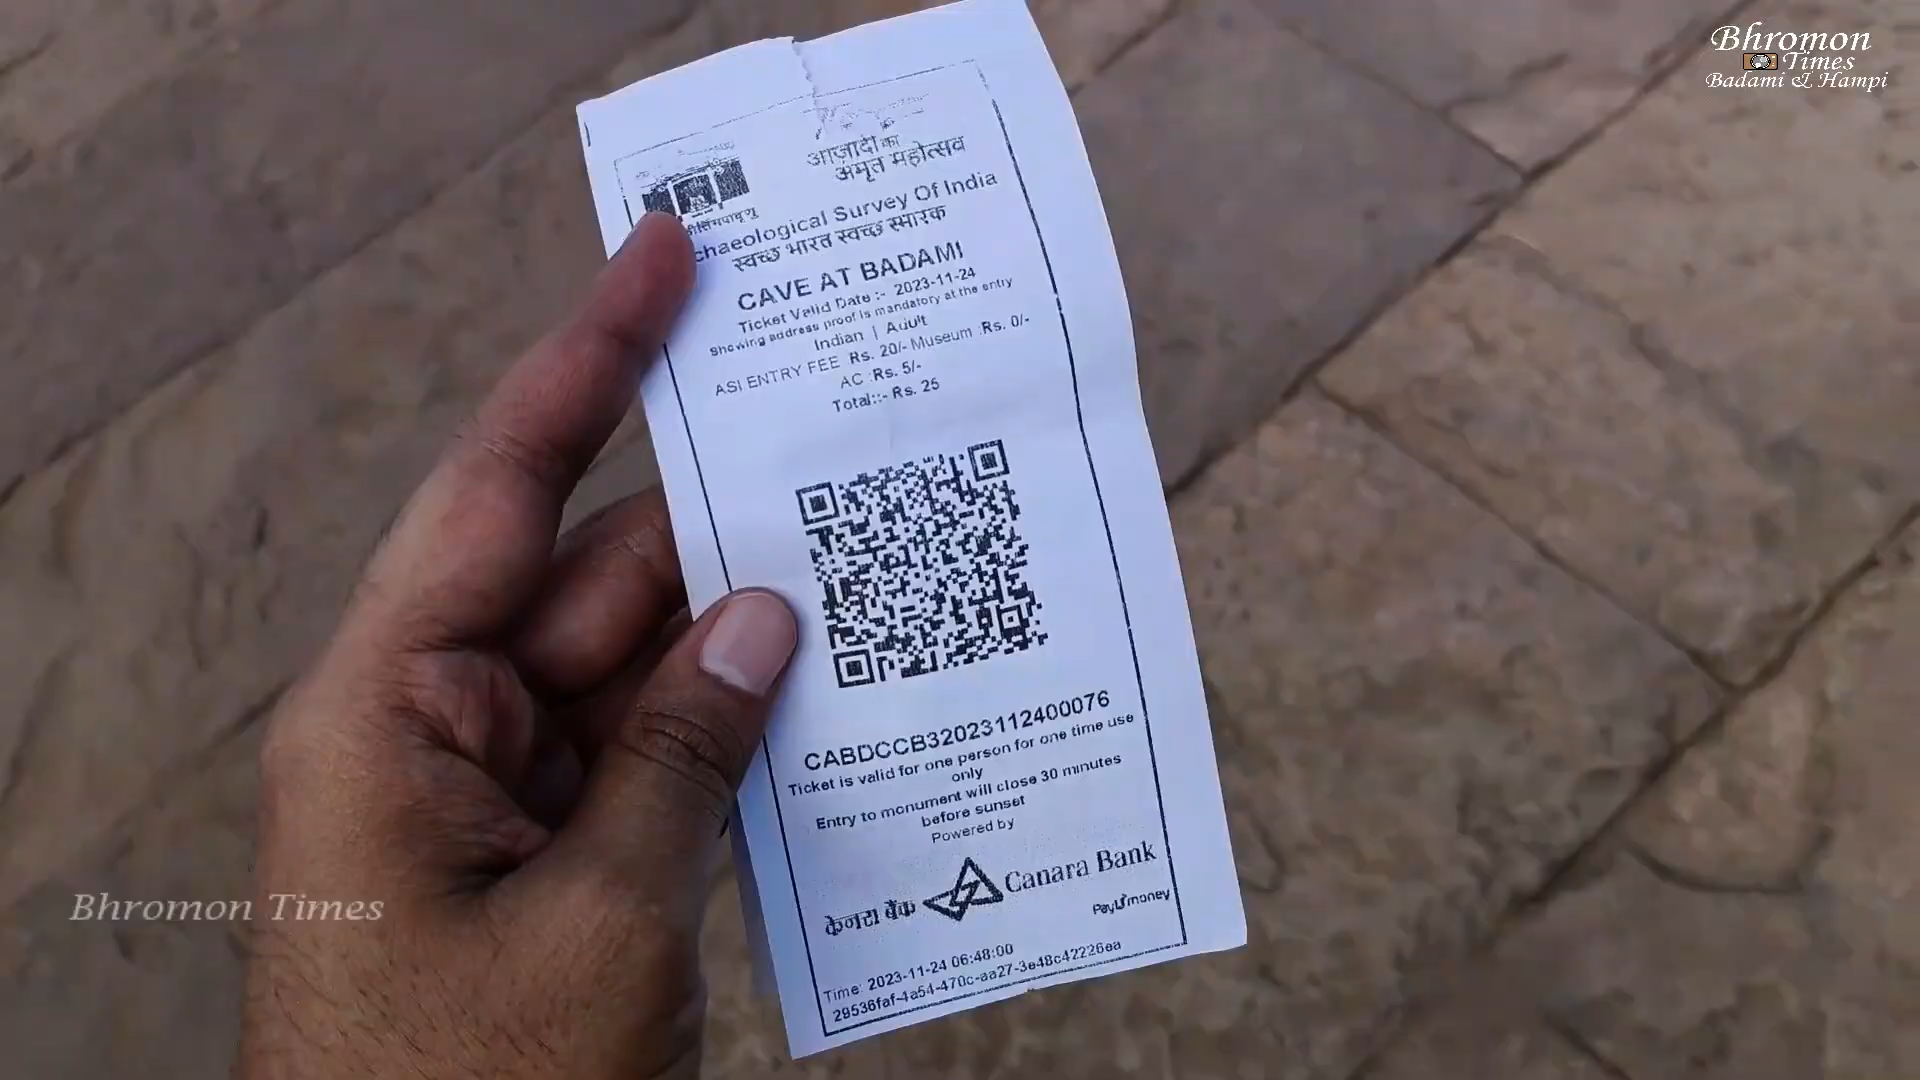 Bhromon
Times
Badami & Hampi
आज़ादी का
अमृत महोत्सव
chaeological Survey Of India
स्वच्छ भारत स्वच्छ स्मारक
CAVE AT BADAMI
Ticket Valid Date :- 2023-11-24
Showing address proof is mandatory at the entry
Indian | Adult
ASI ENTRY FEE Rs. 20/- Museum :Rs. 0/-
AC :Rs. 5/-
Total::- Rs. 25
CABDCCB32023112400076
Ticket is valid for one person for one time use
only
Entry to monument will close 30 minutes
before sunset
Powered by
केनरा बैंक Canara Bank
PayUmoney
Time: 2023-11-24 06:48:00
29536faf-4a54-470c-aa27-3e48c42226ea
Bhromon Times